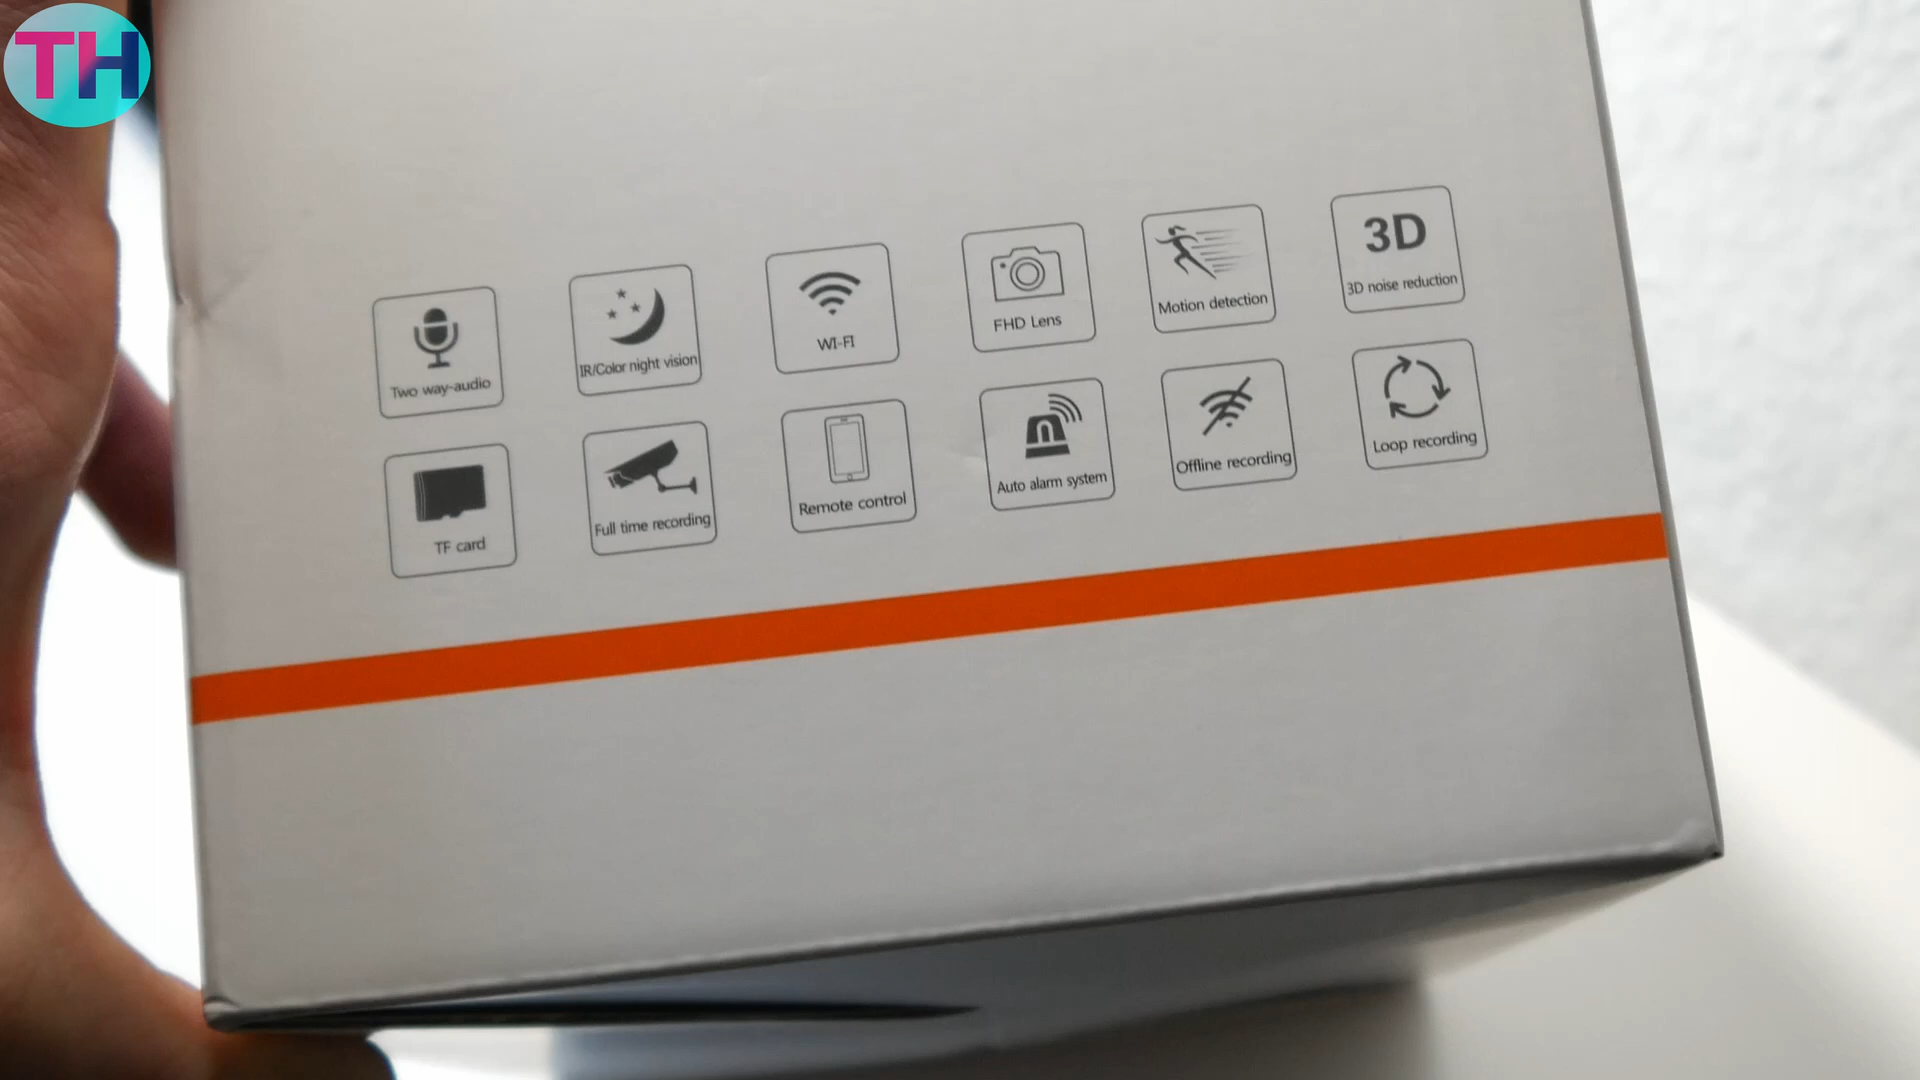 TH
Two way-audio
IR/Color night vision
WI-FI
FHD Lens
Motion detection
3D
3D noise reduction
TF card
Full time recording
Remote control
Auto alarm system
Offline recording
Loop recording